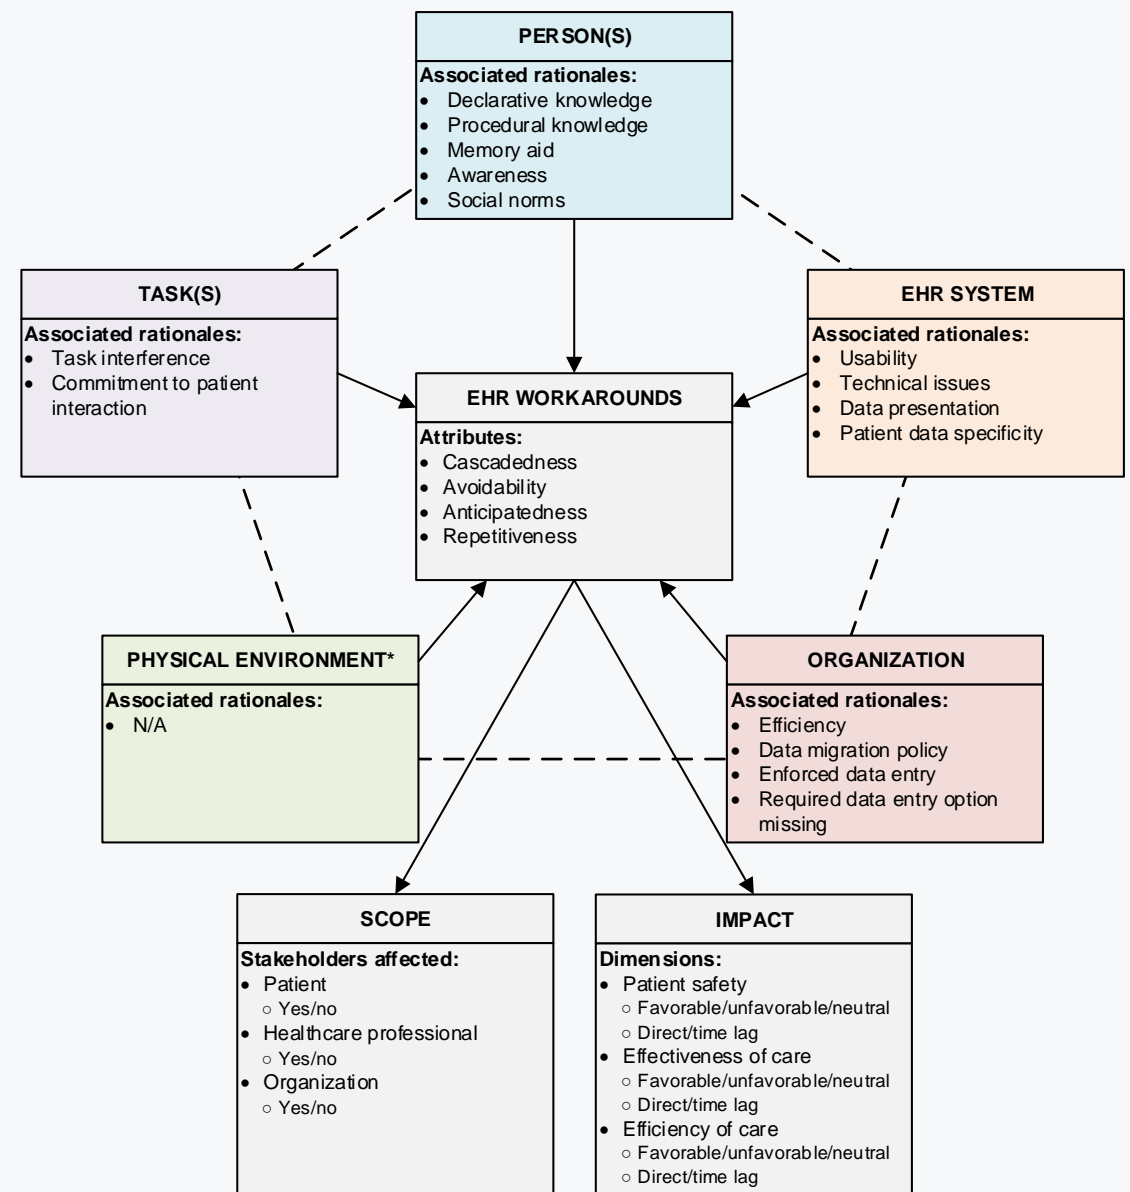 PERSON(S)
Associated rationales:
• Declarative knowledge
• Procedural knowledge
• Memory aid
• Awareness
• Social norms
TASK(S)
Associated rationales:
• Task interference
• Commitment to patient
interaction
EHR SYSTEM
Associated rationales:
• Usability
• Technical issues
• Data presentation
• Patient data specificity
EHR WORKAROUNDS
Attributes:
• Cascadedness
• Avoidability
• Anticipatedness
• Repetitiveness
PHYSICAL ENVIRONMENT*
Associated rationales:
• N/A
ORGANIZATION
Associated rationales:
• Efficiency
• Data migration policy
• Enforced data entry
• Required data entry option
missing
SCOPE
Stakeholders affected:
• Patient
○ Yes/no
• Healthcare professional
○ Yes/no
• Organization
○ Yes/no
IMPACT
Dimensions:
• Patient safety
○ Favorable/unfavorable/neutral
○ Direct/time lag
• Effectiveness of care
○ Favorable/unfavorable/neutral
○ Direct/time lag
• Efficiency of care
○ Favorable/unfavorable/neutral
○ Direct/time lag